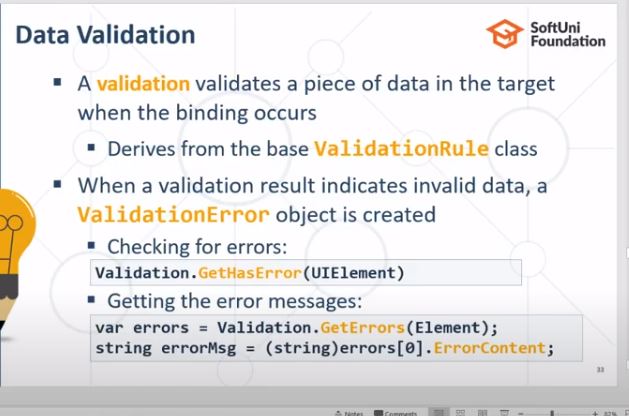 Data Validation
SoftUni
Foundation
▪ A validation validates a piece of data in the target
when the binding occurs
▪ Derives from the base ValidationRule class
▪ When a validation result indicates invalid data, a
ValidationError object is created
▪ Checking for errors:
Validation.GetHasError(UIElement)
▪ Getting the error messages:
var errors = Validation.GetErrors(Element);
string errorMsg = (string)errors[0].ErrorContent;
33
Notes Comments 82%